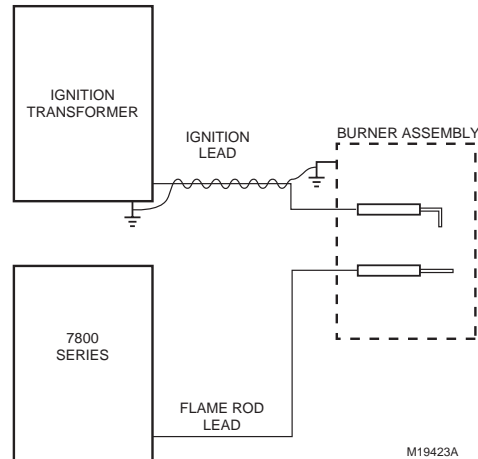 IGNITION
TRANSFORMER
IGNITION
LEAD
BURNER ASSEMBLY
7800
SERIES
FLAME ROD
LEAD
M19423A